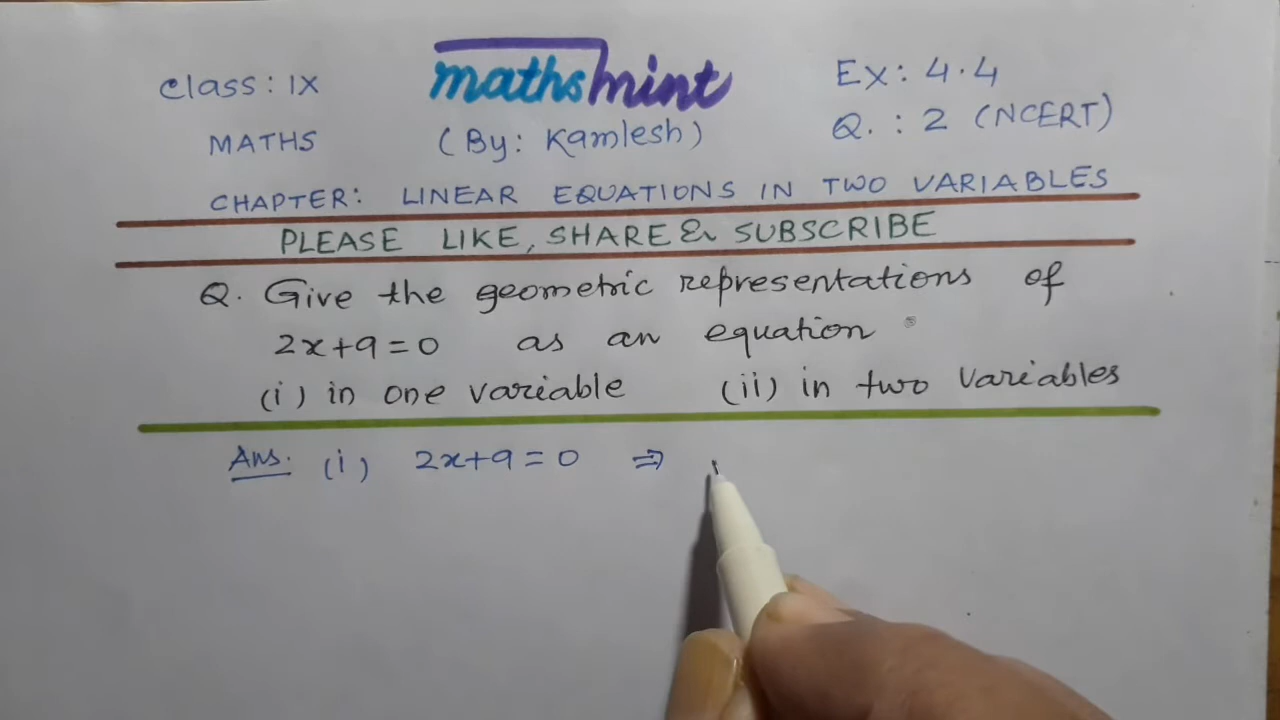 Class: IX mathsmint Ex: 4.4
MATHS (By: Kamlesh) Q. : 2 (NCERT)
CHAPTER: LINEAR EQUATIONS IN TWO VARIABLES
PLEASE LIKE, SHARE & SUBSCRIBE
Q. Give the geometric representations of
2x+9=0 as an equation
(i) in one variable (ii) in two variables
Ans. (i) 2x+9=0 ⇒